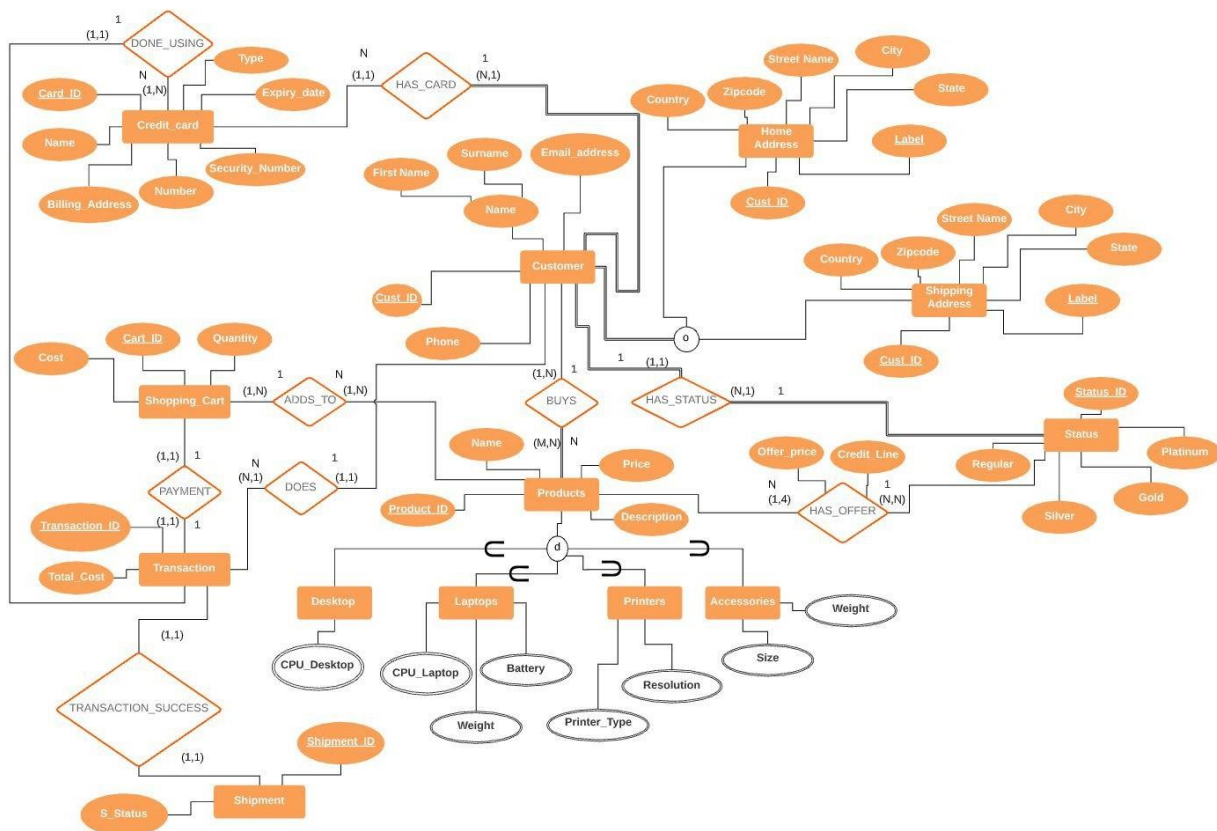 1
(1,1)
DONE_USING
N
(1,N)
Type
Card_ID
Expiry_date
Credit_card
Name
Security_Number
Billing_Address
Number
N
(1,1)
HAS_CARD
1
(N,1)
Surname
Email_address
First Name
Name
Customer
Cust_ID
Phone
City
Street Name
State
Zipcode
Country
Home
Address
Label
Cust_ID
City
Street Name
State
Zipcode
Country
Shipping
Address
Label
Cust_ID
o
Cart_ID
Quantity
Cost
Shopping_Cart
1
(1,N)
ADDS_TO
N
(1,N)
(1,N)
1
BUYS
(M,N)
N
1
(1,1)
HAS_STATUS
(N,1)
1
Status_ID
Status
Platinum
Regular
Gold
Silver
(1,1)
1
PAYMENT
(1,1)
1
N
(N,1)
DOES
1
(1,1)
Name
Price
Products
Product_ID
Description
Offer_price
Credit_Line
N
(1,4)
HAS_OFFER
1
(N,N)
Transaction_ID
Total_Cost
Transaction
d
Desktop
Laptops
Printers
Accessories
Weight
CPU_Desktop
CPU_Laptop
Battery
Weight
Printer_Type
Resolution
Size
(1,1)
TRANSACTION_SUCCESS
(1,1)
Shipment_ID
S_Status
Shipment